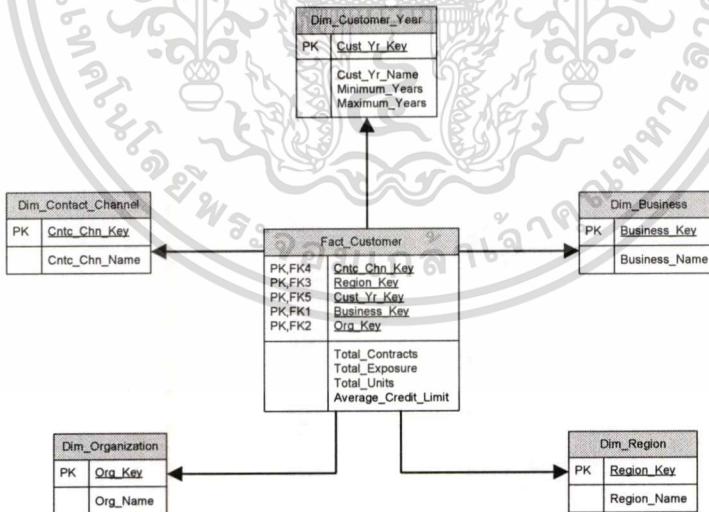 Dim_Customer_Year
PK Cust_Yr_Key
Cust_Yr_Name
Minimum_Years
Maximum_Years
Dim_Contact_Channel
PK Cntc_Chn_Key
Cntc_Chn_Name
Fact_Customer
PK,FK4 Cntc_Chn_Key
PK,FK3 Region_Key
PK,FK5 Cust_Yr_Key
PK,FK1 Business_Key
PK,FK2 Org_Key
Total_Contracts
Total_Exposure
Total_Units
Average_Credit_Limit
Dim_Business
PK Business_Key
Business_Name
Dim_Organization
PK Org_Key
Org_Name
Dim_Region
PK Region_Key
Region_Name